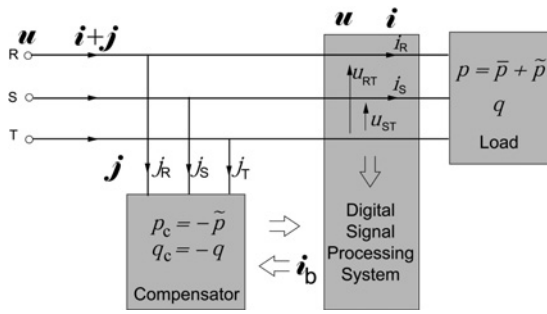 u i+j u i
R i_R
S i_S
T u_RT
u_ST
p = p̄ + p̃
q
Load
j j_R j_S j_T
p_c = − p̃
q_c = − q
Compensator
i_b
Digital
Signal
Processing
System